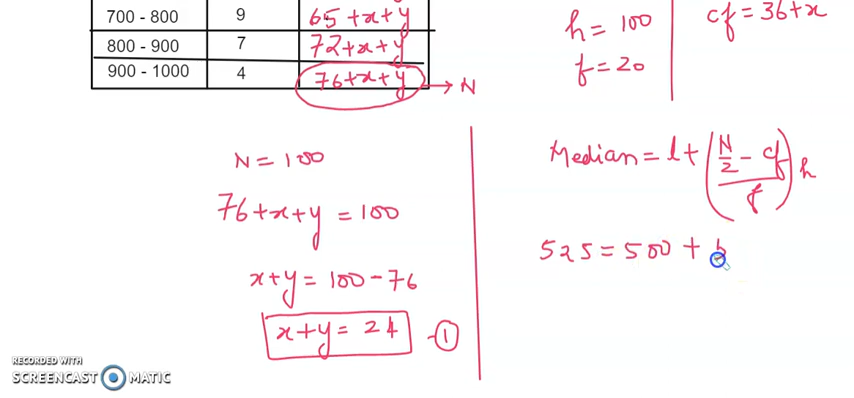 700 - 800 9 65 + x + y
800 - 900 7 72 + x + y
900 - 1000 4 76 + x + y → N
h = 100
f = 20
cf = 36 + x
N = 100
76 + x + y = 100
x + y = 100 - 76
x + y = 24 - ①
Median = l + (N/2 - cf / f) h
525 = 500 +
RECORDED WITH
SCREENCAST MATIC